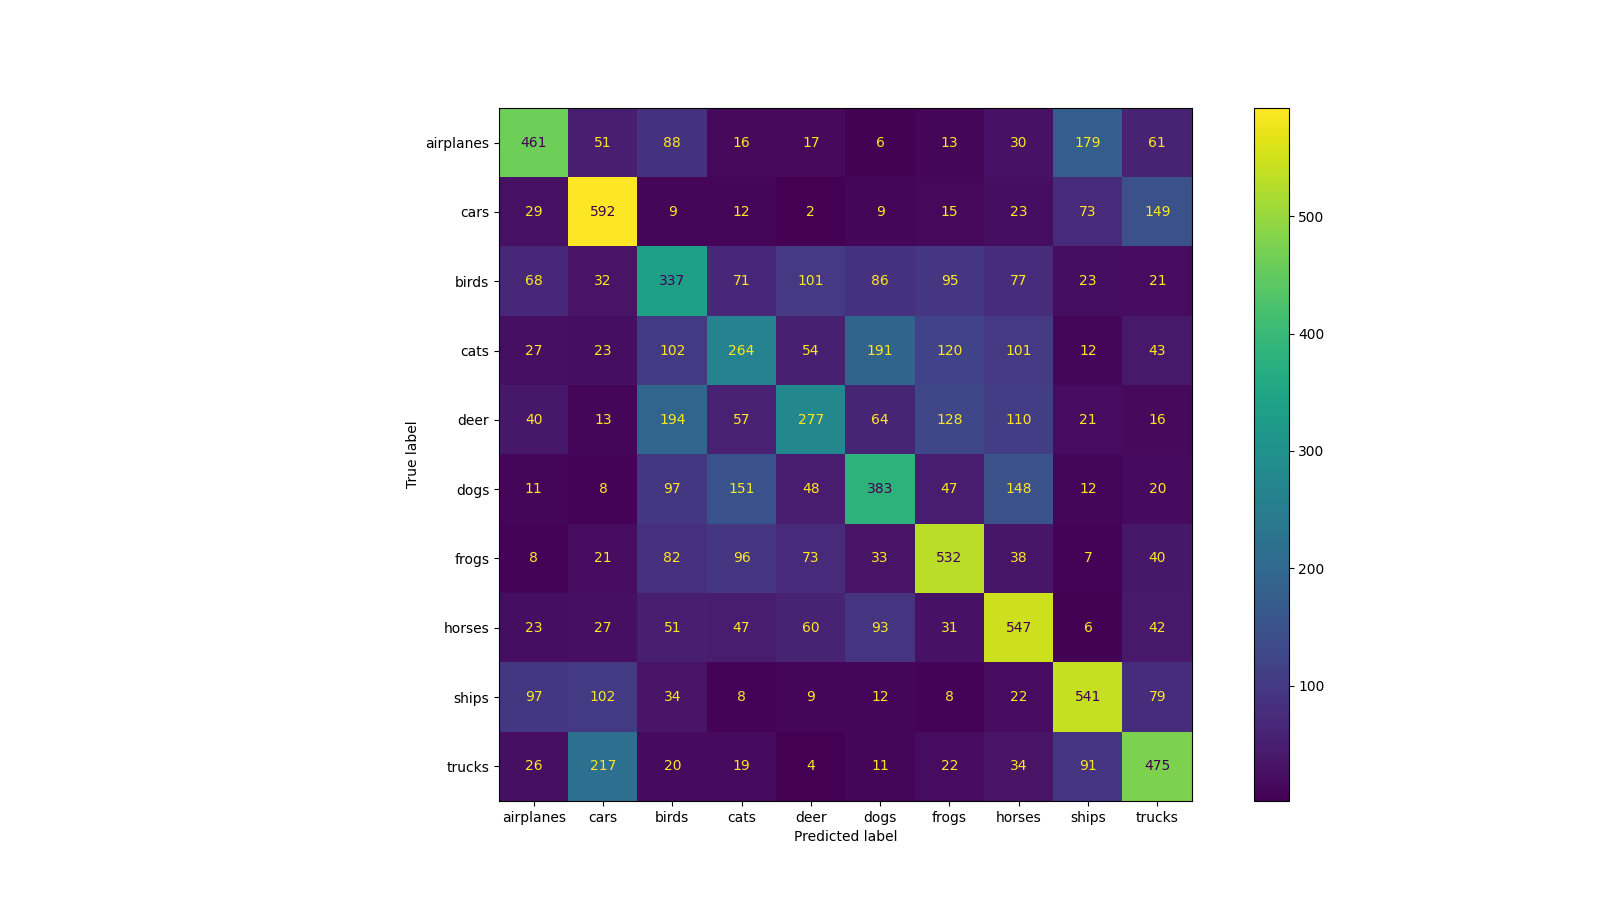 airplanes 461 51 88 16 17 6 13 30 179 61
cars 29 592 9 12 2 9 15 23 73 149
birds 68 32 337 71 101 86 95 77 23 21
cats 27 23 102 264 54 191 120 101 12 43
deer 40 13 194 57 277 64 128 110 21 16
dogs 11 8 97 151 48 383 47 148 12 20
frogs 8 21 82 96 73 33 532 38 7 40
horses 23 27 51 47 60 93 31 547 6 42
ships 97 102 34 8 9 12 8 22 541 79
trucks 26 217 20 19 4 11 22 34 91 475
airplanes cars birds cats deer dogs frogs horses ships trucks
Predicted label
True label
500
400
300
200
100